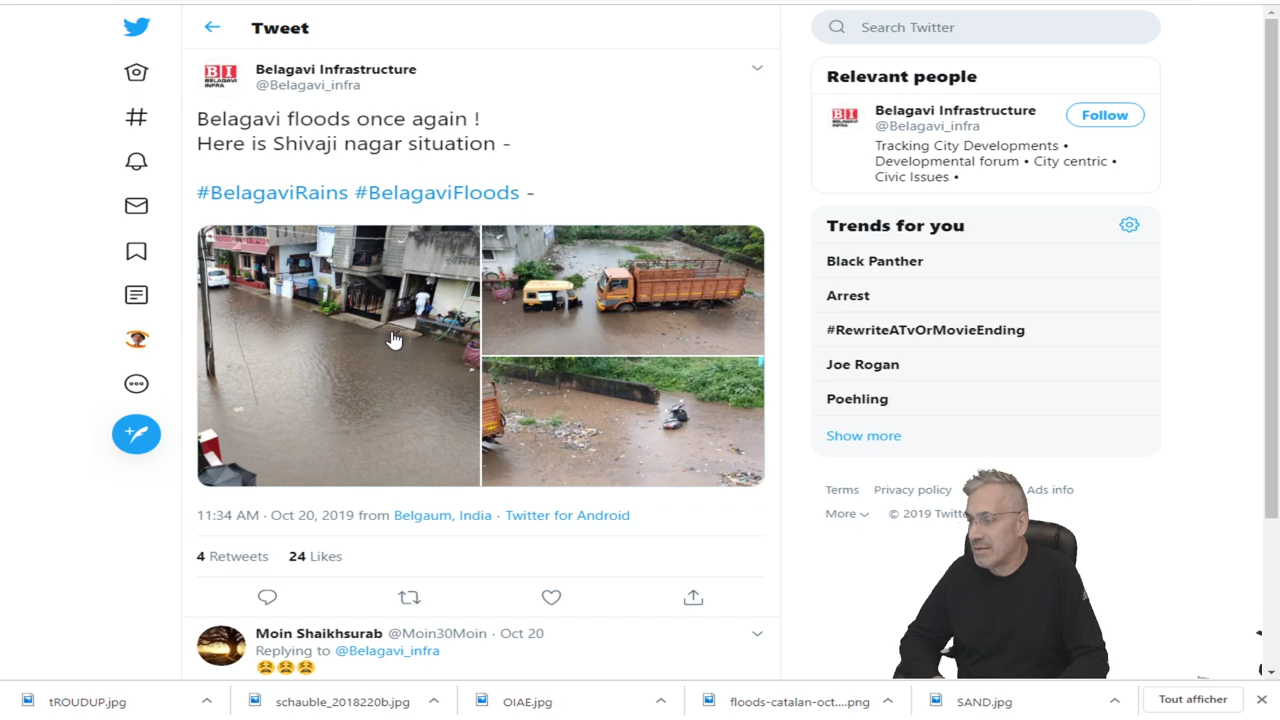 Tweet
Search Twitter
Belagavi Infrastructure
@Belagavi_infra
Belagavi floods once again !
Here is Shivaji nagar situation -
#BelagaviRains #BelagaviFloods -
11:34 AM · Oct 20, 2019 from Belgaum, India · Twitter for Android
4 Retweets 24 Likes
Moin Shaikhsurab @Moin30Moin · Oct 20
Replying to @Belagavi_infra
Relevant people
BI
BELAGAVI
INFRA
Belagavi Infrastructure
@Belagavi_infra
Follow
Tracking City Developments •
Developmental forum • City centric •
Civic Issues •
Trends for you
Black Panther
Arrest
#RewriteATvOrMovieEnding
Joe Rogan
Poehling
Show more
Terms Privacy policy Ads info
More © 2019
tROUDUP.jpg
schauble_2018220b.jpg
OIAE.jpg
floods-catalan-oct....png
SAND.jpg
Tout afficher